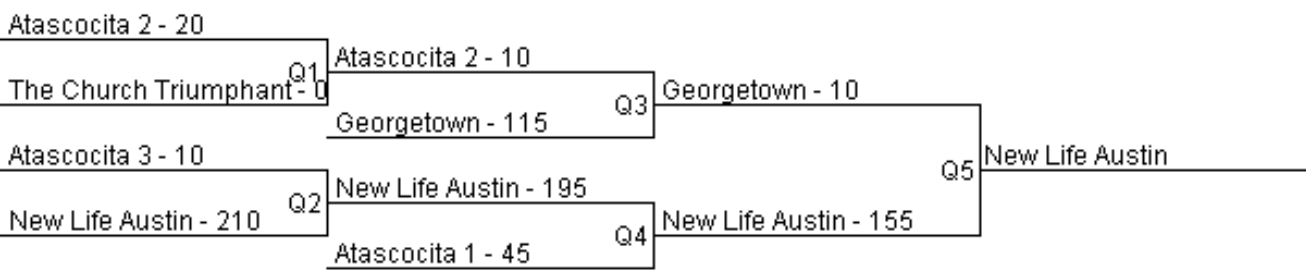 Atascocita 2 - 20
Q1
The Church Triumphant - 0
Atascocita 2 - 10
Q3
Georgetown - 115
Georgetown - 10
Atascocita 3 - 10
Q2
New Life Austin - 210
New Life Austin - 195
Q4
Atascocita 1 - 45
New Life Austin - 155
Q5
New Life Austin